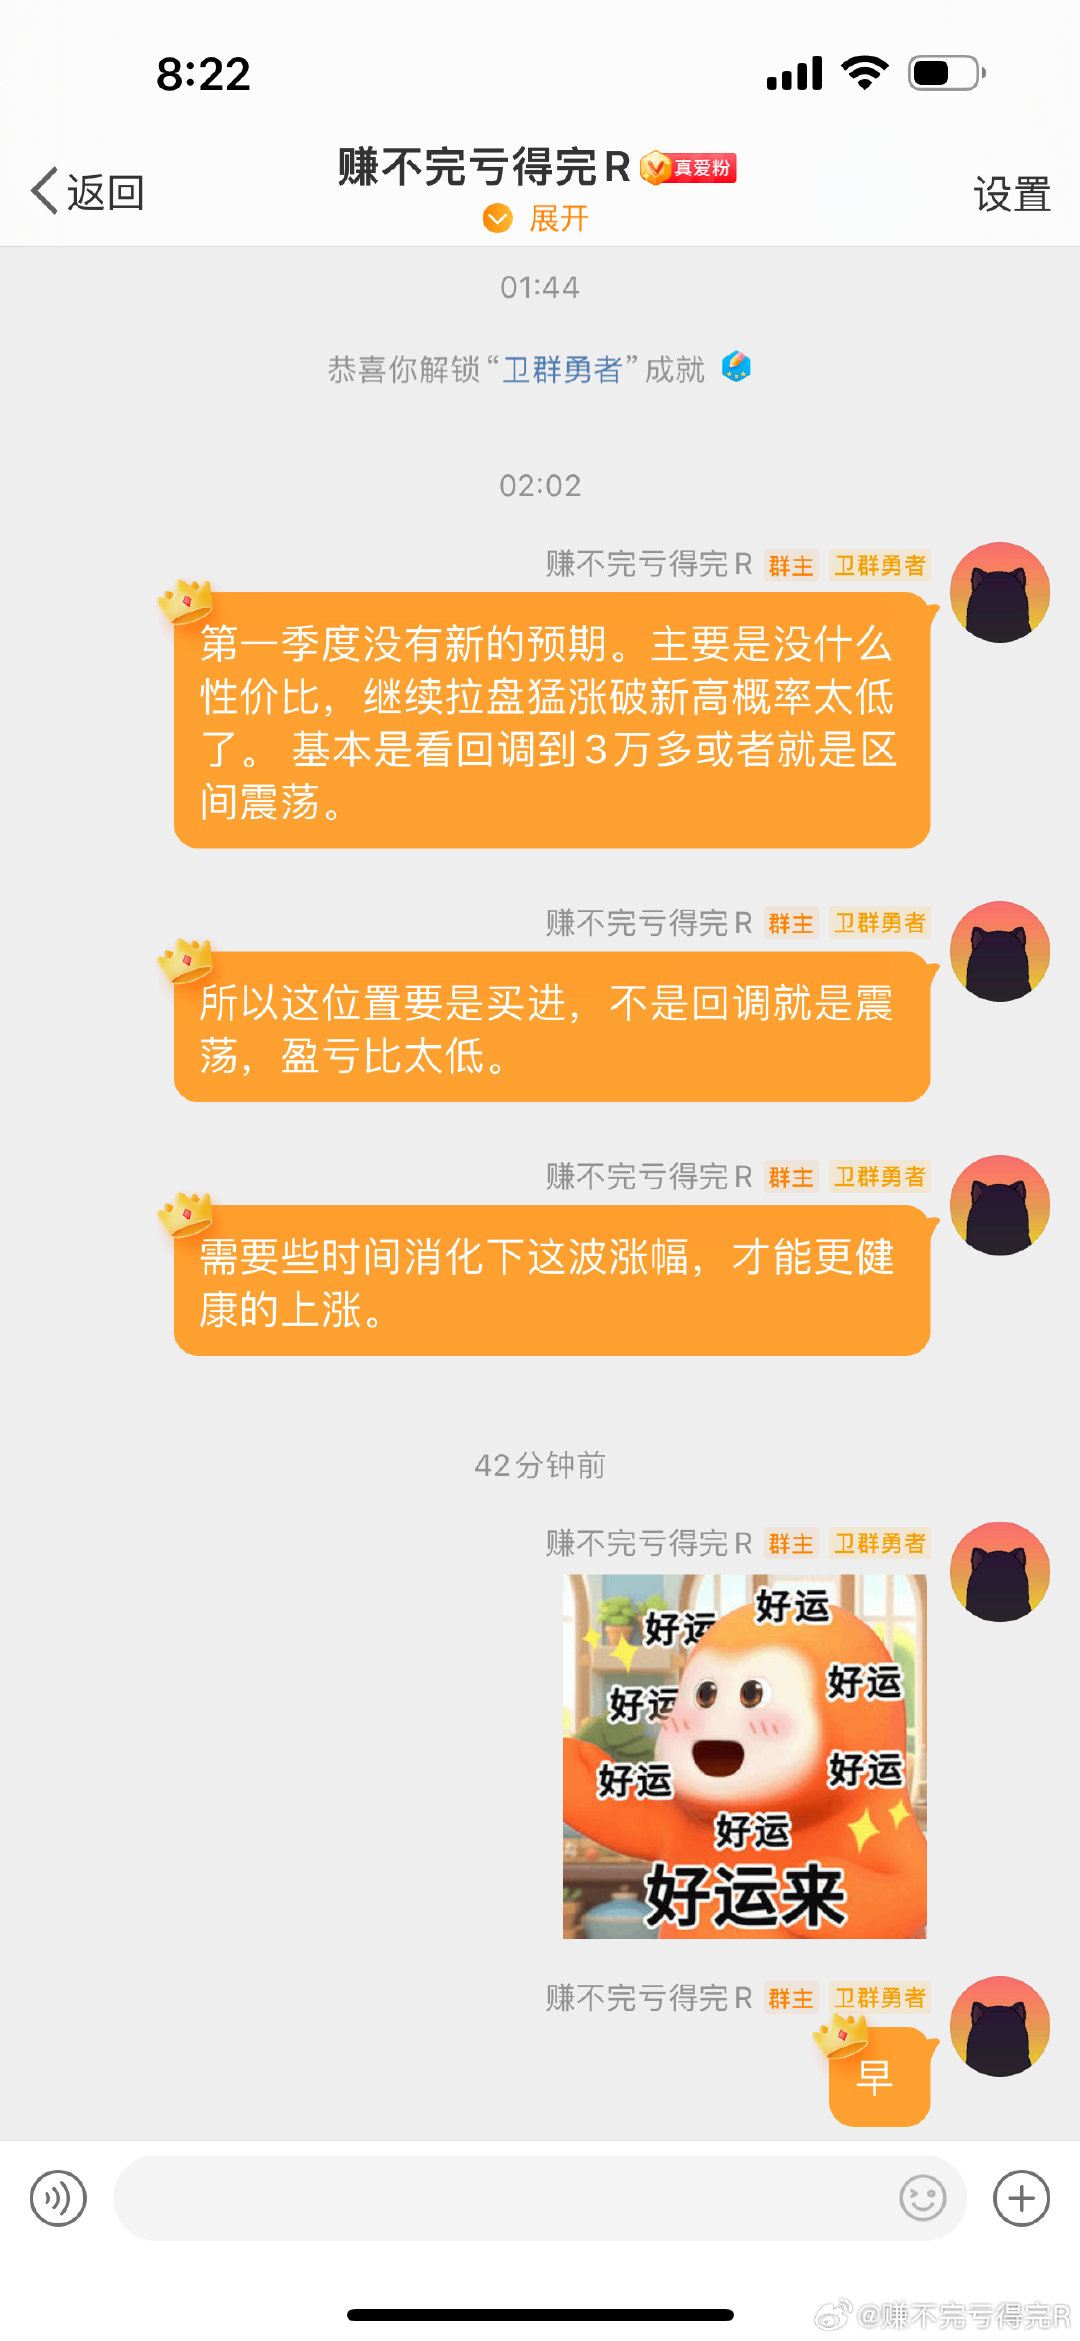 8:22
返回
赚不完亏得完R
真爱粉
展开
设置
01:44
恭喜你解锁“卫群勇者”成就
02:02
赚不完亏得完R 群主 卫群勇者
第一季度没有新的预期。主要是没什么
性价比，继续拉盘猛涨破新高概率太低
了。 基本是看回调到3万多或者就是区
间震荡。
赚不完亏得完R 群主 卫群勇者
所以这位置要是买进，不是回调就是震
荡，盈亏比太低。
赚不完亏得完R 群主 卫群勇者
需要些时间消化下这波涨幅，才能更健
康的上涨。
42分钟前
赚不完亏得完R 群主 卫群勇者
好运
好运
好运
好运
好运
好运
好运
好运来
赚不完亏得完R 群主 卫群勇者
早
@赚不完亏得完R